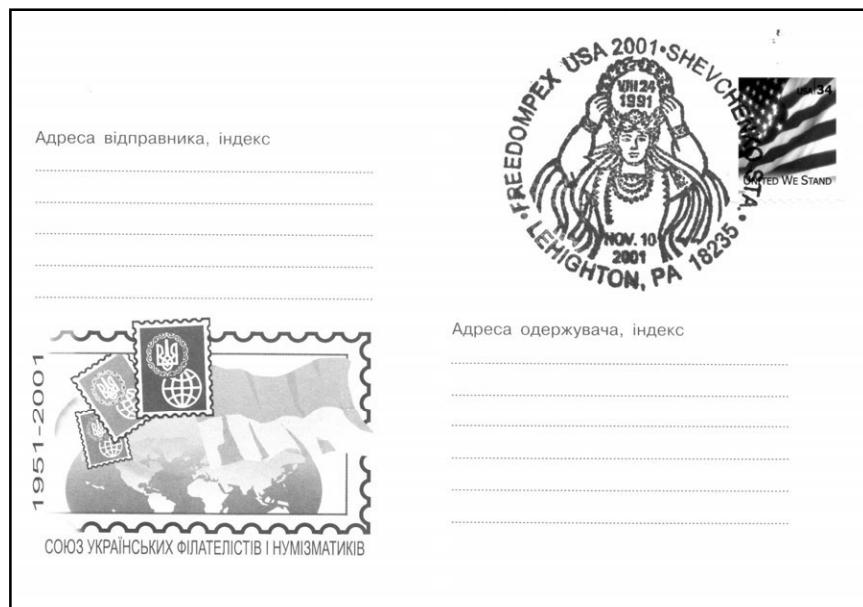 FREEDOMPEX USA 2001•SHEVCHENKO STA.
VIII 24
1991
NOV. 10
2001
LEHIGHTON, PA 18235
USA 34
UNITED WE STAND
Адреса відправника, індекс
1951-2001
СОЮЗ УКРАЇНСЬКИХ ФІЛАТЕЛІСТІВ І НУМІЗМАТИКІВ
Адреса одержувача, індекс